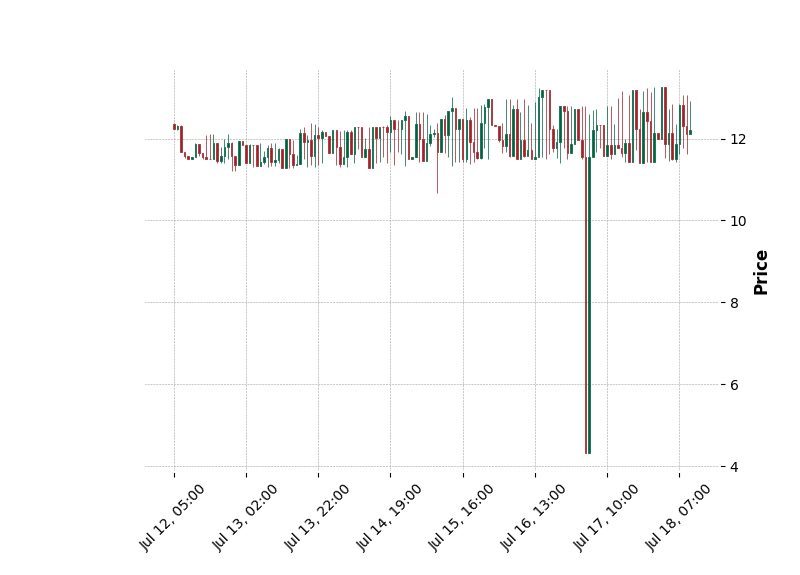 12
10
8
6
4
Price
Jul 12, 05:00
Jul 13, 02:00
Jul 13, 22:00
Jul 14, 19:00
Jul 15, 16:00
Jul 16, 13:00
Jul 17, 10:00
Jul 18, 07:00